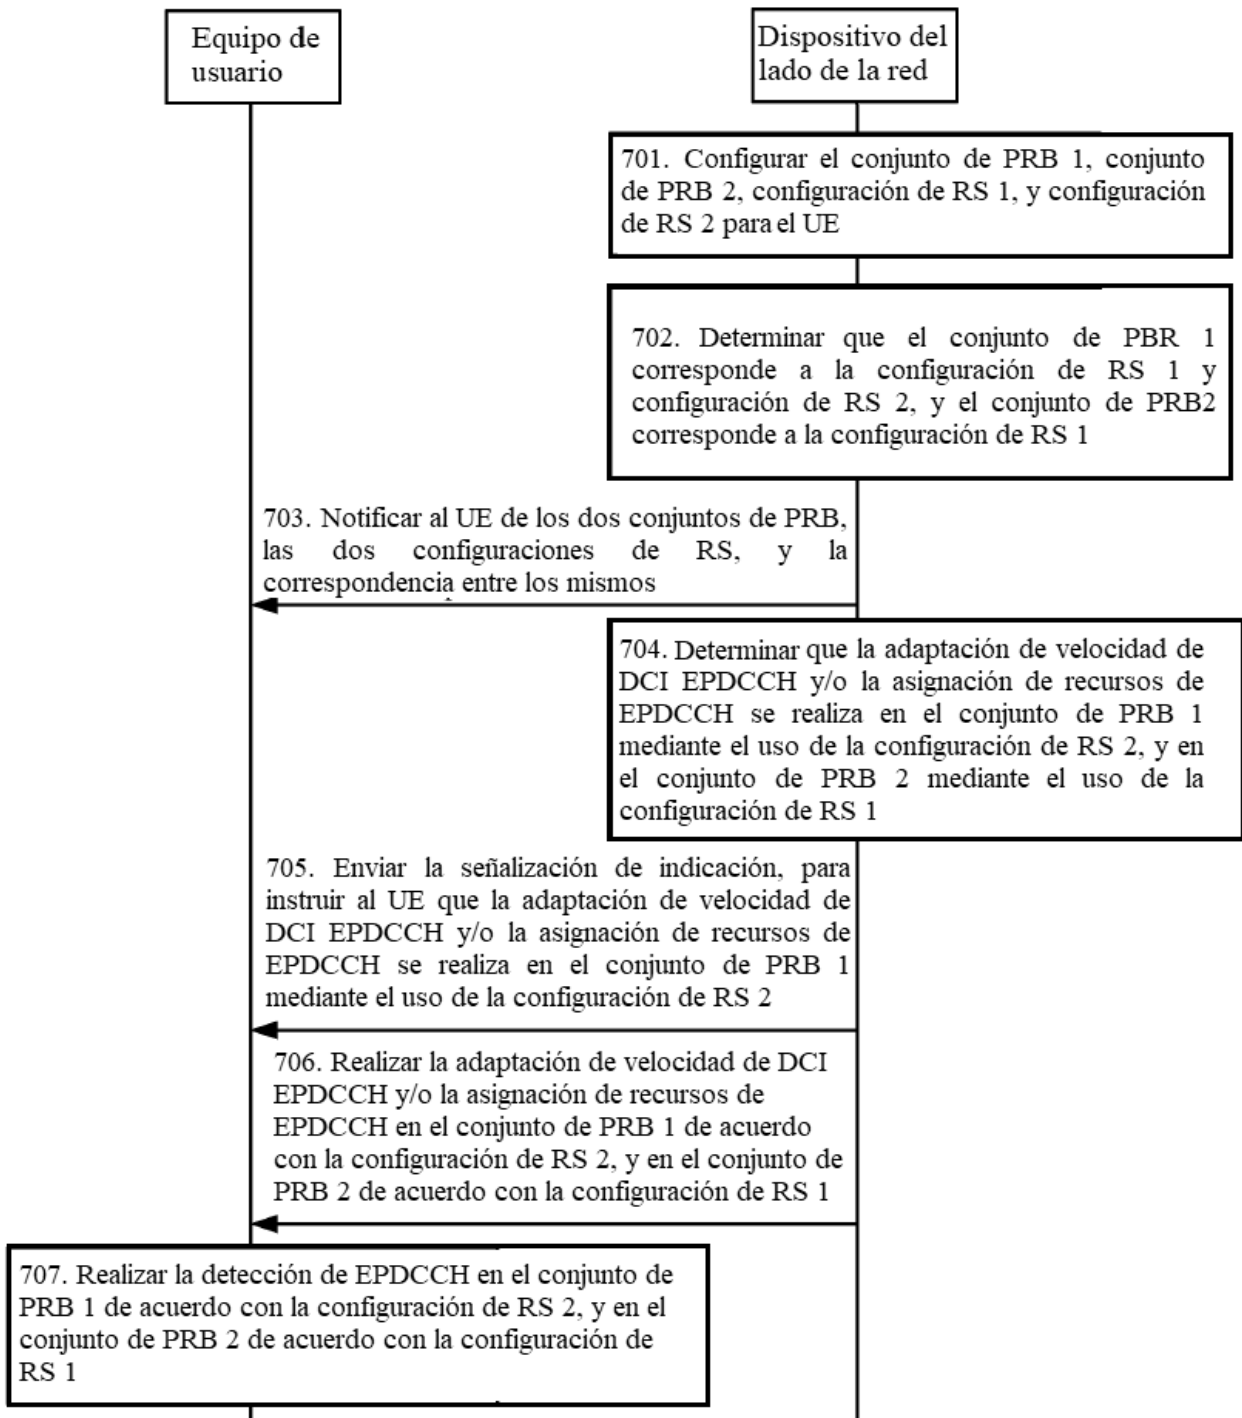 Equipo de
usuario
Dispositivo del
lado de la red
701. Configurar el conjunto de PRB 1, conjunto
de PRB 2, configuración de RS 1, y configuración
de RS 2 para el UE
702. Determinar que el conjunto de PBR 1
corresponde a la configuración de RS 1 y
configuración de RS 2, y el conjunto de PRB2
corresponde a la configuración de RS 1
703. Notificar al UE de los dos conjuntos de PRB,
las dos configuraciones de RS, y la
correspondencia entre los mismos
704. Determinar que la adaptación de velocidad de
DCI EPDCCH y/o la asignación de recursos de
EPDCCH se realiza en el conjunto de PRB 1
mediante el uso de la configuración de RS 2, y en
el conjunto de PRB 2 mediante el uso de la
configuración de RS 1
705. Enviar la señalización de indicación, para
instruir al UE que la adaptación de velocidad de
DCI EPDCCH y/o la asignación de recursos de
EPDCCH se realiza en el conjunto de PRB 1
mediante el uso de la configuración de RS 2
706. Realizar la adaptación de velocidad de DCI
EPDCCH y/o la asignación de recursos de
EPDCCH en el conjunto de PRB 1 de acuerdo
con la configuración de RS 2, y en el conjunto de
PRB 2 de acuerdo con la configuración de RS 1
707. Realizar la detección de EPDCCH en el conjunto de
PRB 1 de acuerdo con la configuración de RS 2, y en el
conjunto de PRB 2 de acuerdo con la configuración de
RS 1